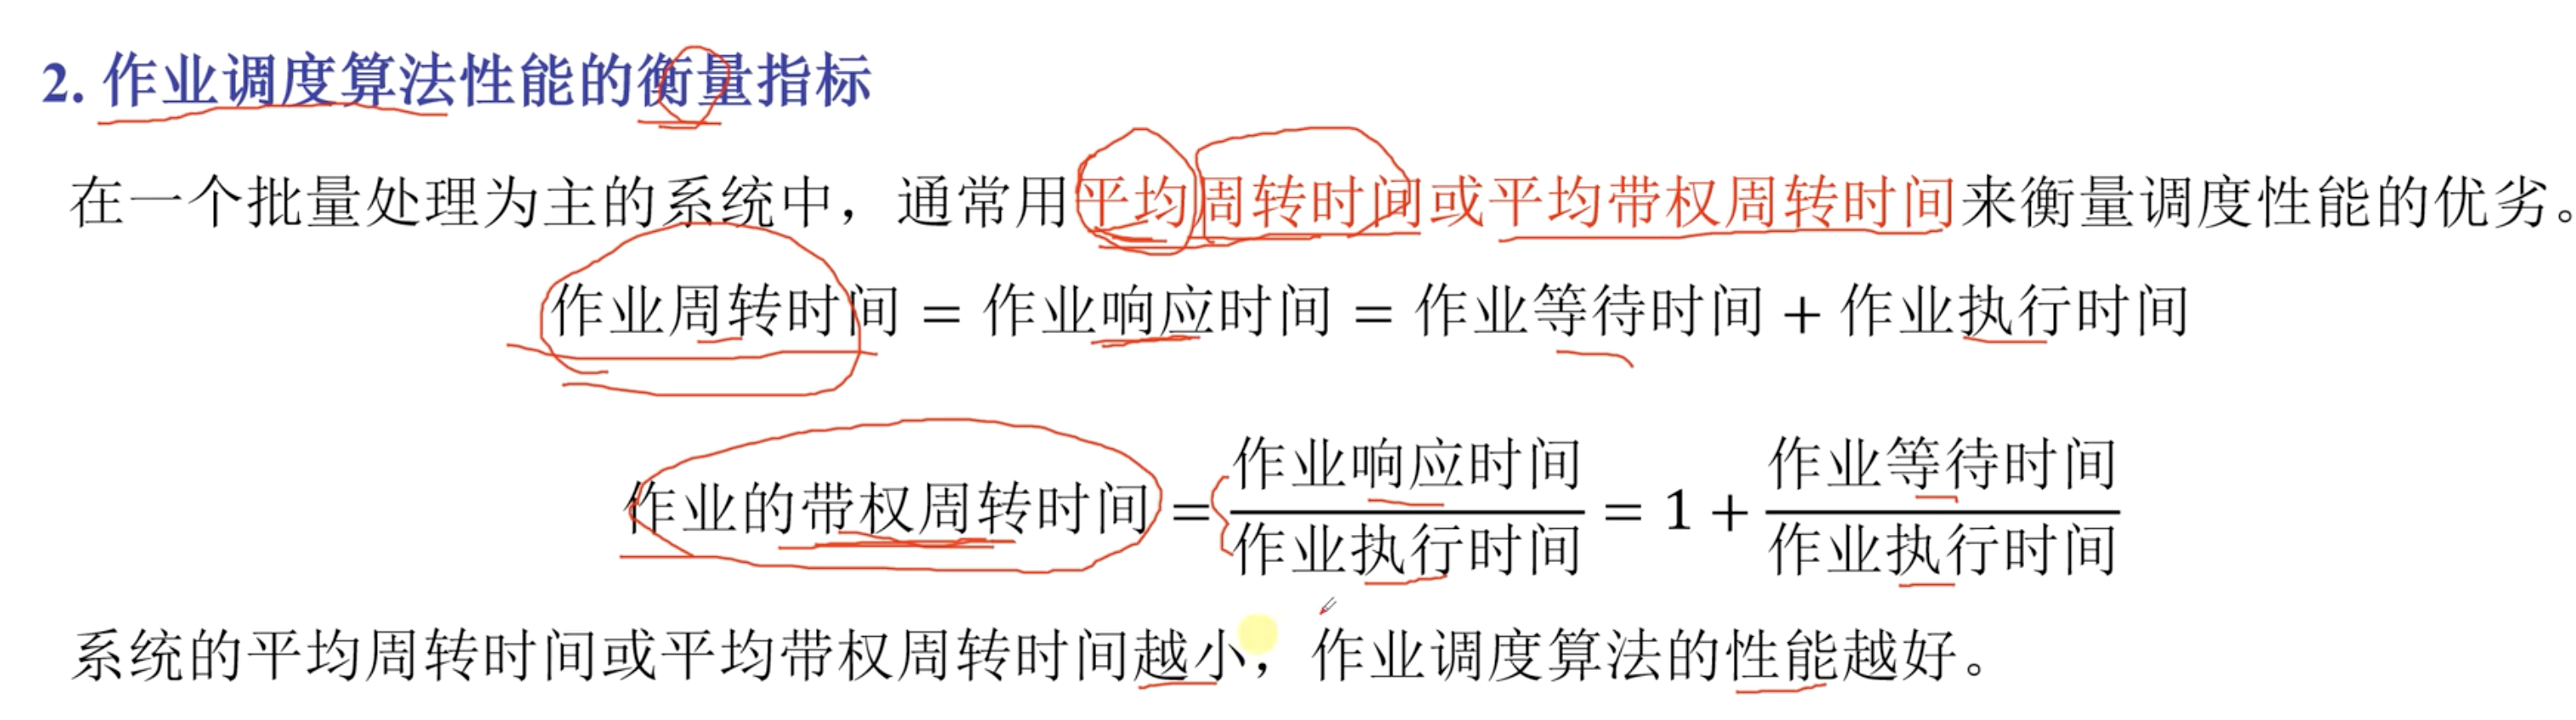 2. 作业调度算法性能的衡量指标
在一个批量处理为主的系统中，通常用平均周转时间或平均带权周转时间来衡量调度性能的优劣。
作业周转时间 = 作业响应时间 = 作业等待时间 + 作业执行时间
作业的带权周转时间 = 作业响应时间 / 作业执行时间 = 1 + 作业等待时间 / 作业执行时间
系统的平均周转时间或平均带权周转时间越小，作业调度算法的性能越好。